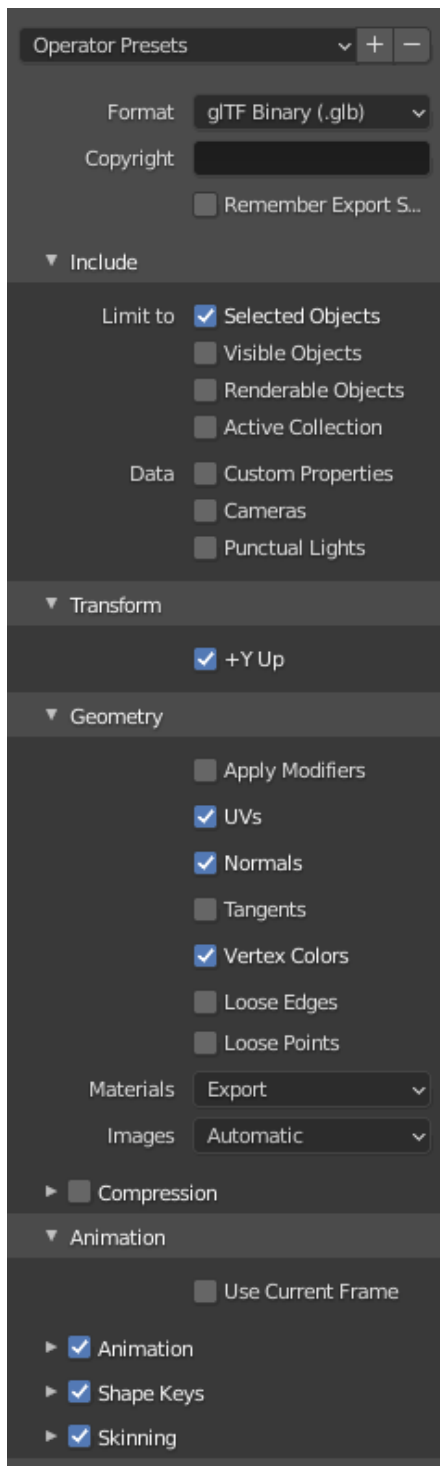 Operator Presets
Format glTF Binary (.glb)
Copyright
Remember Export S...
Include
Limit to Selected Objects
Visible Objects
Renderable Objects
Active Collection
Data Custom Properties
Cameras
Punctual Lights
Transform
+Y Up
Geometry
Apply Modifiers
UVs
Normals
Tangents
Vertex Colors
Loose Edges
Loose Points
Materials Export
Images Automatic
Compression
Animation
Use Current Frame
Animation
Shape Keys
Skinning